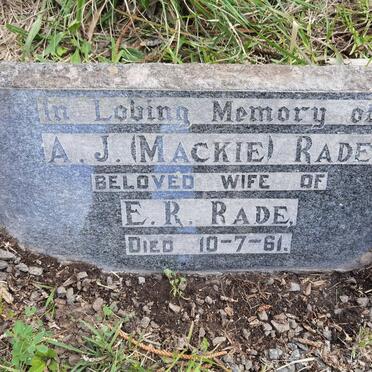 In Loving Memory of
A. J. (MACKIE) RADE
BELOVED WIFE OF
E. R. RADE,
DIED 10-7-61.